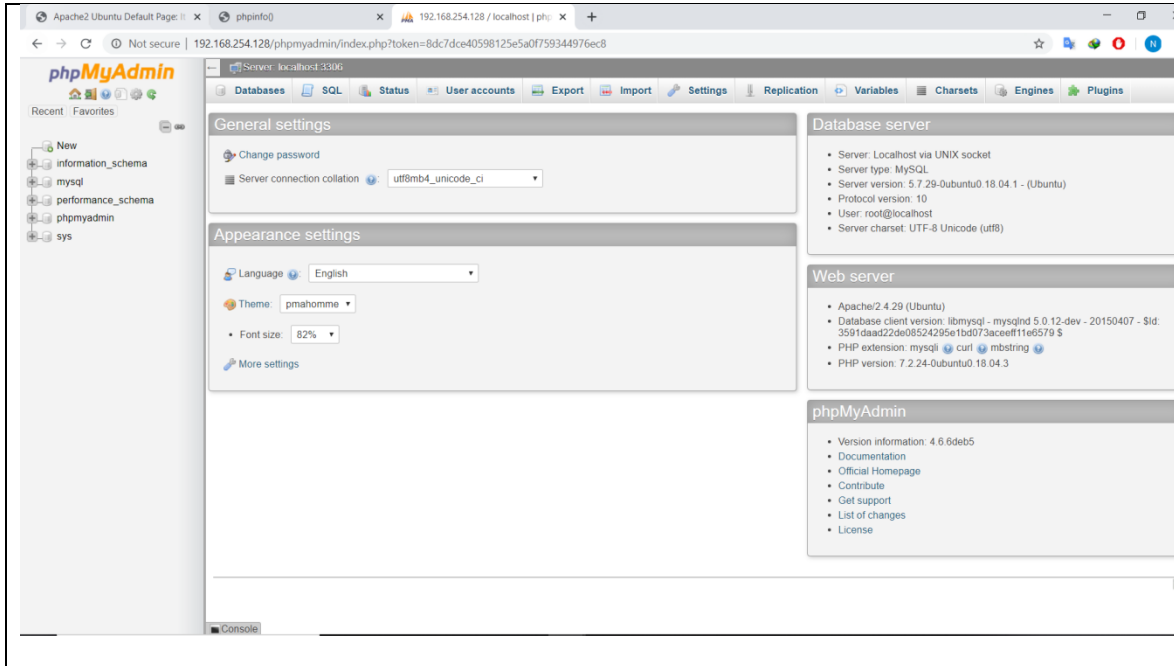 Apache2 Ubuntu Default Page: It
phpinfo()
192.168.254.128 / localhost | php
Not secure | 192.168.254.128/phpmyadmin/index.php?token=8dc7dce40598125e5a0f759344976ec8
N
phpMyAdmin
Recent Favorites
New
information_schema
mysql
performance_schema
phpmyadmin
sys
Server: localhost:3306
Databases SQL Status User accounts Export Import Settings Replication Variables Charsets Engines Plugins
General settings
Change password
Server connection collation : utf8mb4_unicode_ci
Appearance settings
Language : English
Theme: pmahomme
• Font size: 82%
More settings
Database server
• Server: Localhost via UNIX socket
• Server type: MySQL
• Server version: 5.7.29-0ubuntu0.18.04.1 - (Ubuntu)
• Protocol version: 10
• User: root@localhost
• Server charset: UTF-8 Unicode (utf8)
Web server
• Apache/2.4.29 (Ubuntu)
• Database client version: libmysql - mysqlnd 5.0.12-dev - 20150407 - $Id:
3591daad22de08524295e1bd073aceeff11e6579 $
• PHP extension: mysqli curl mbstring
• PHP version: 7.2.24-0ubuntu0.18.04.3
phpMyAdmin
• Version information: 4.6.6deb5
• Documentation
• Official Homepage
• Contribute
• Get support
• List of changes
• License
Console